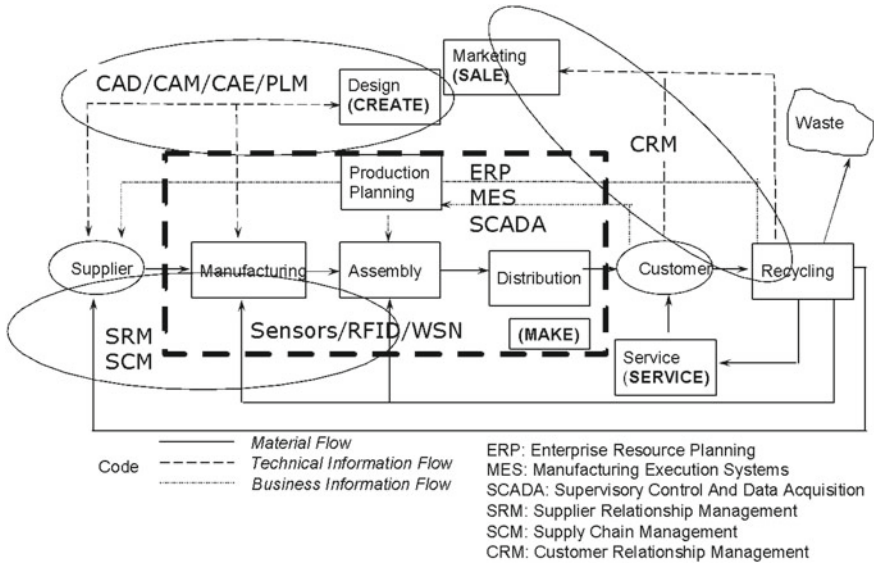 Marketing
(SALE)
CAD/CAM/CAE/PLM
Design
(CREATE)
Waste
CRM
Production
Planning
ERP
MES
SCADA
Supplier
Manufacturing
Assembly
Distribution
Customer
Recycling
SRM
SCM
Sensors/RFID/WSN
(MAKE)
Service
(SERVICE)
Code
Material Flow
Technical Information Flow
Business Information Flow
ERP: Enterprise Resource Planning
MES: Manufacturing Execution Systems
SCADA: Supervisory Control And Data Acquisition
SRM: Supplier Relationship Management
SCM: Supply Chain Management
CRM: Customer Relationship Management